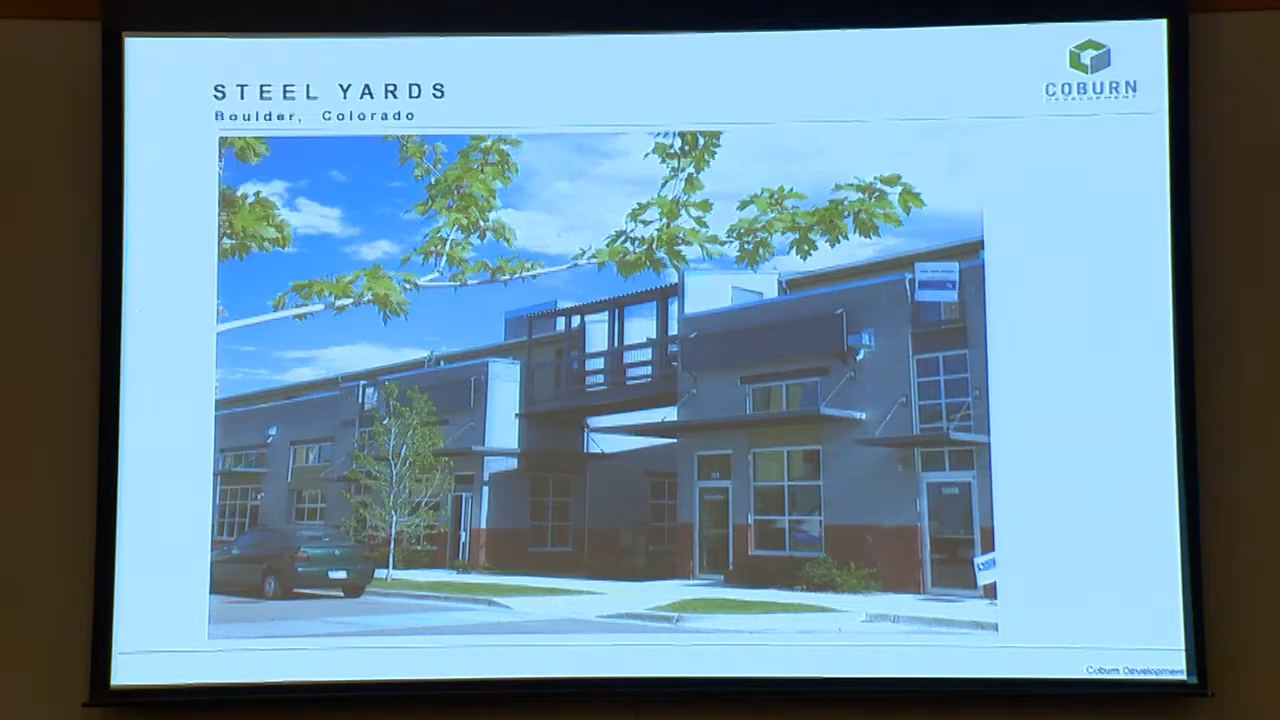 STEEL YARDS
Boulder, Colorado
COBURN
DEVELOPMENT
Coburn Development